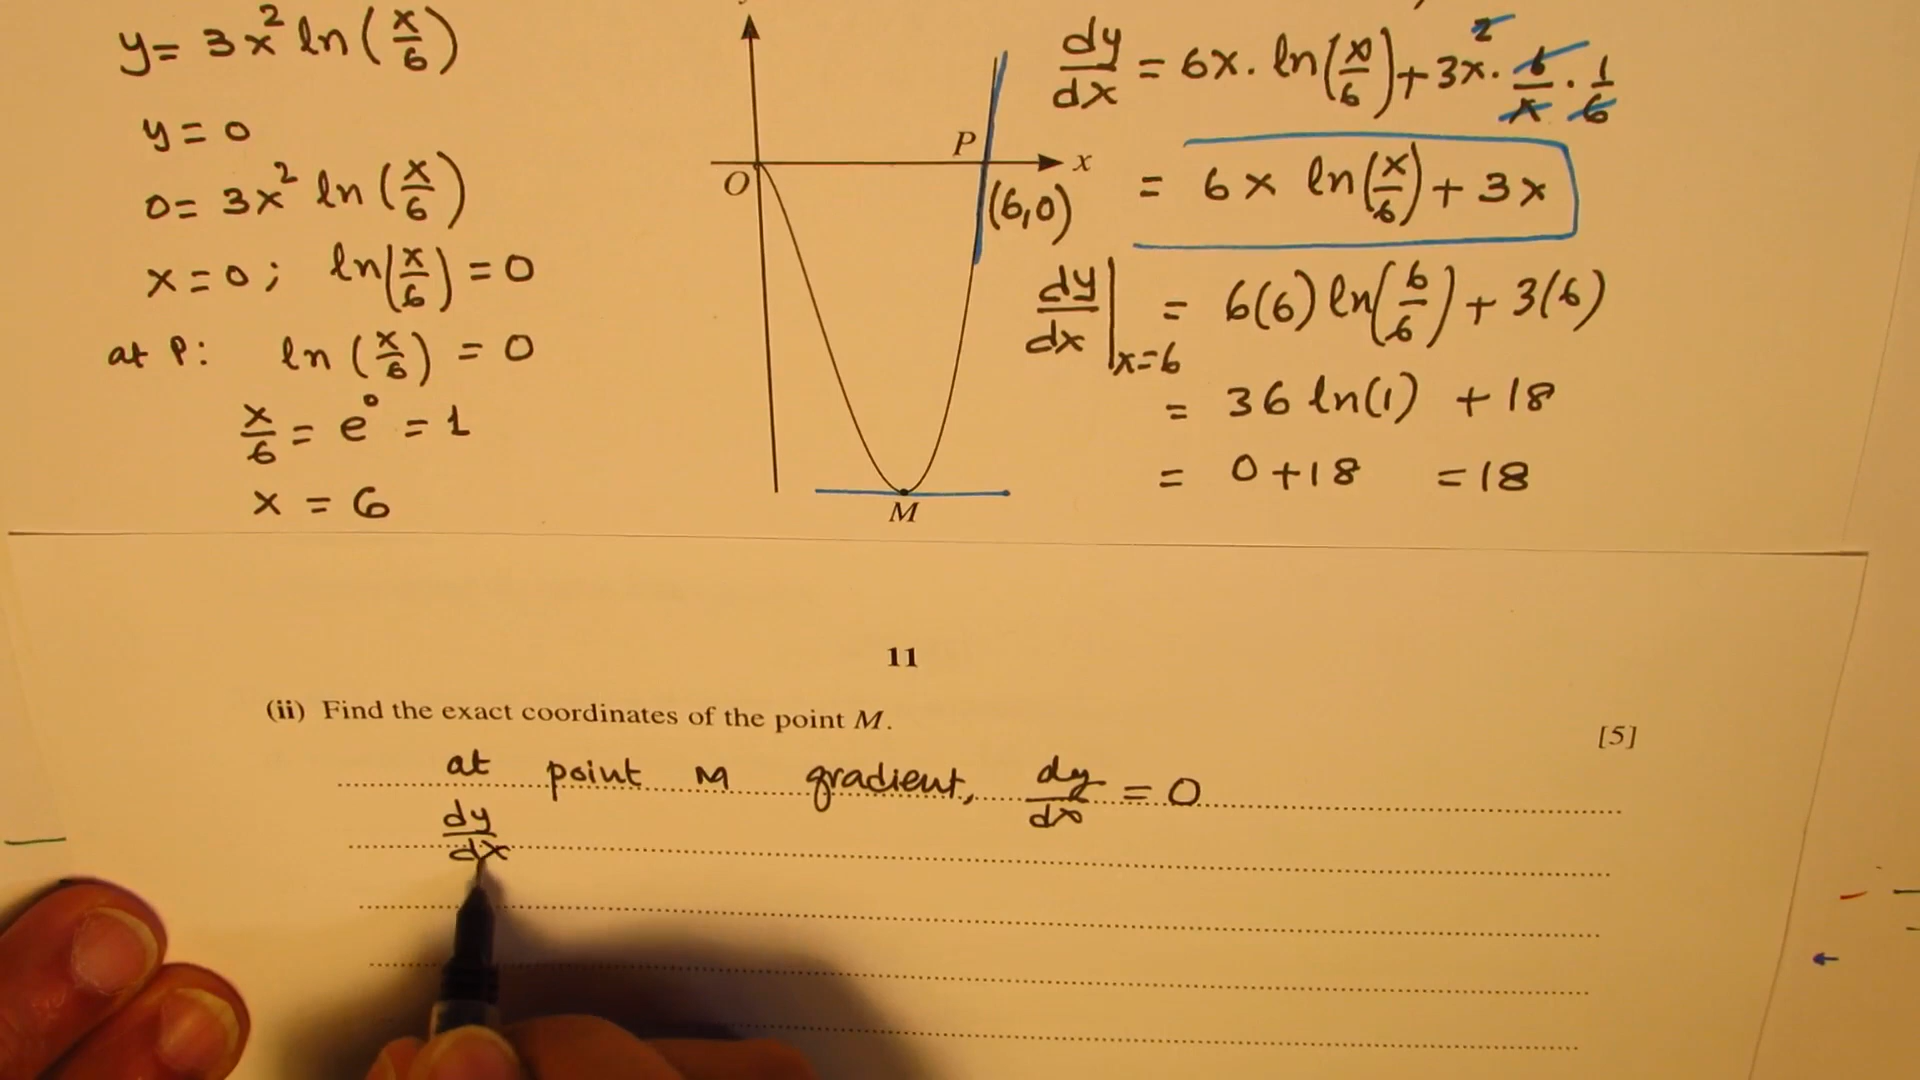 y = 3x² ln(x/6)
y = 0
0 = 3x² ln(x/6)
x = 0 ; ln(x/6) = 0
at P: ln(x/6) = 0
x/6 = e⁰ = 1
x = 6
P
x
O
(6,0)
M
dy/dx = 6x · ln(x/6) + 3x² · 6/x · 1/6
= 6x ln(x/6) + 3x
dy/dx |x=6 = 6(6) ln(6/6) + 3(6)
= 36 ln(1) + 18
= 0 + 18 = 18
11
(ii) Find the exact coordinates of the point M. [5]
at point M gradient, dy/dx = 0
dy/dx